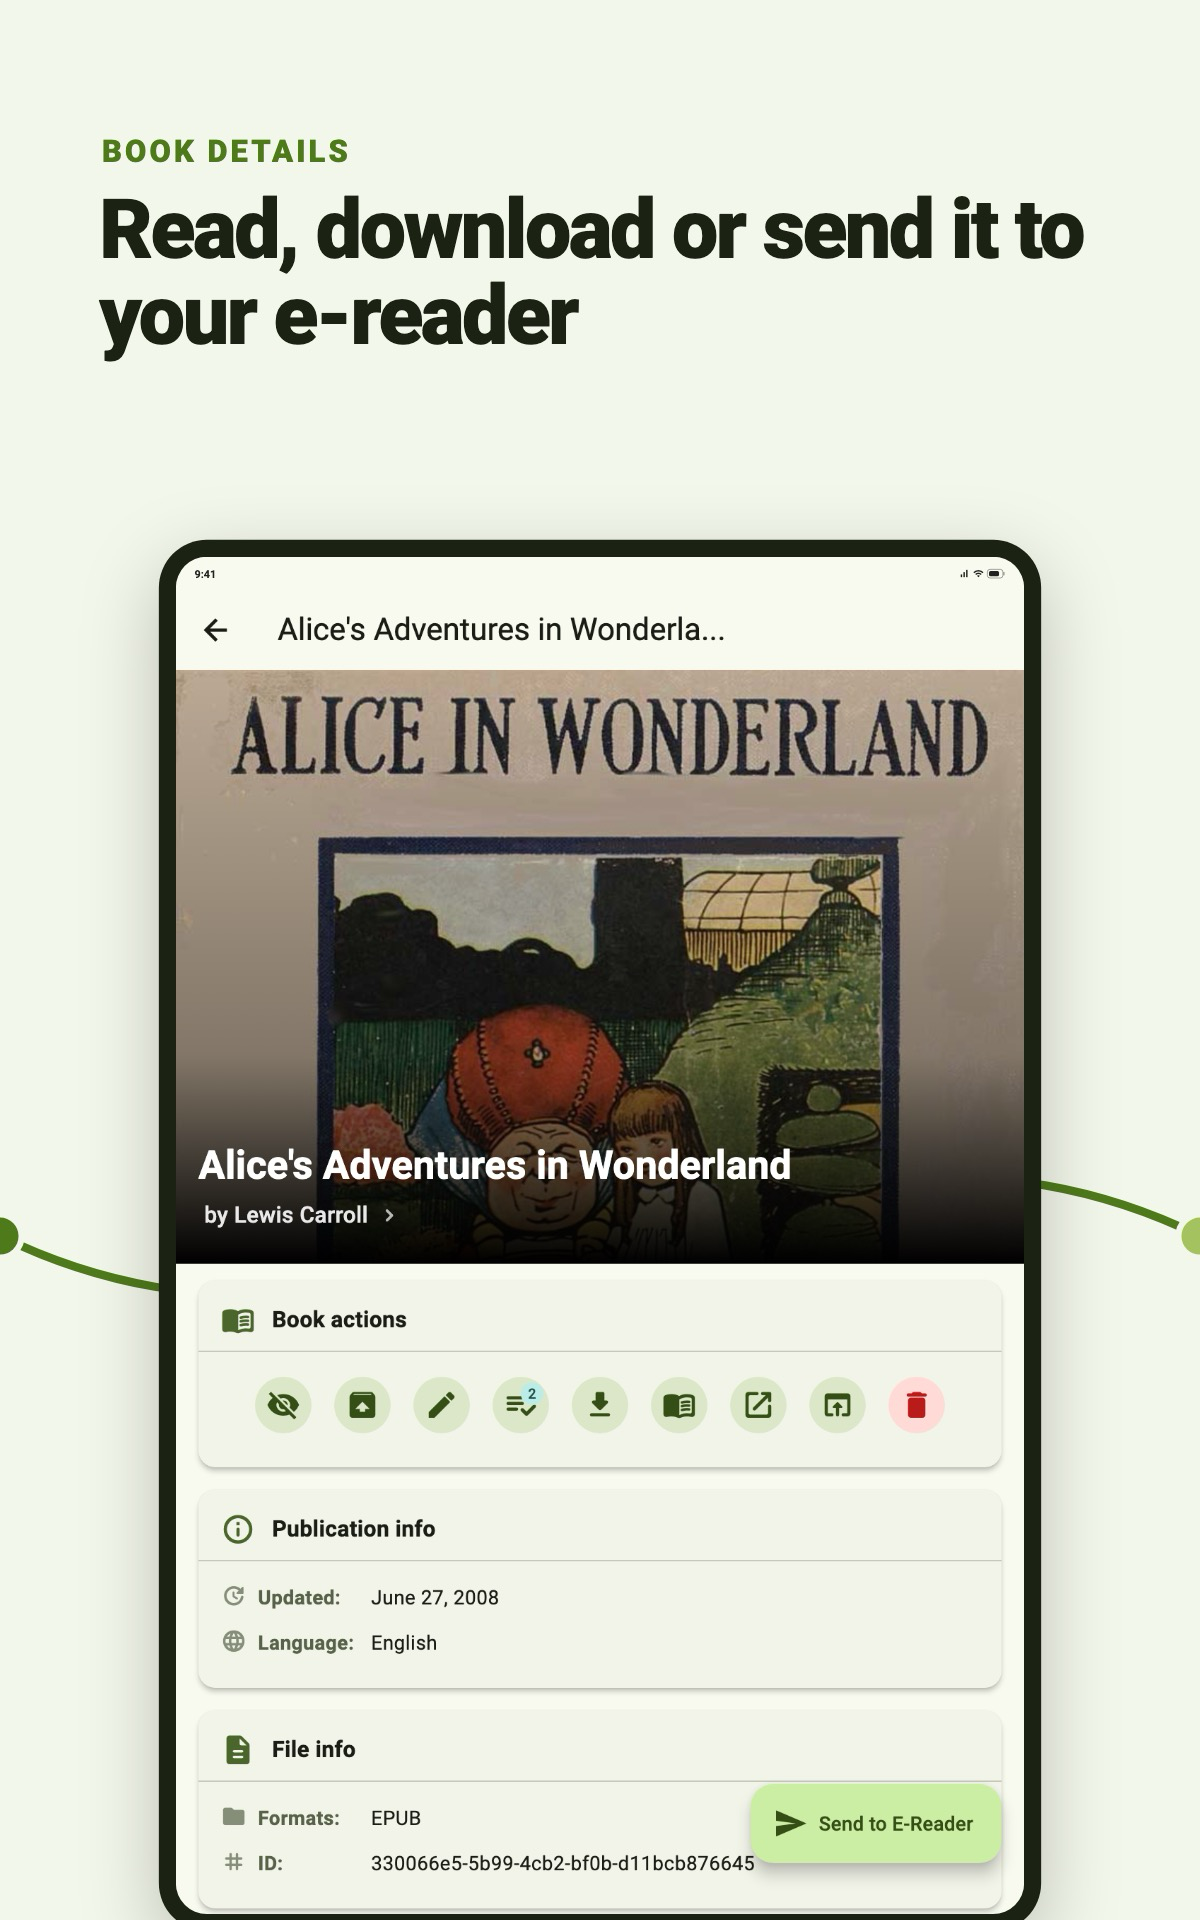 BOOK DETAILS
Read, download or send it to
your e-reader
9:41
Alice's Adventures in Wonderla...
ALICE IN WONDERLAND
Alice's Adventures in Wonderland
by Lewis Carroll
Book actions
2
Publication info
Updated: June 27, 2008
Language: English
File info
Formats: EPUB
Send to E-Reader
ID: 330066e5-5b99-4cb2-bf0b-d11bcb876645